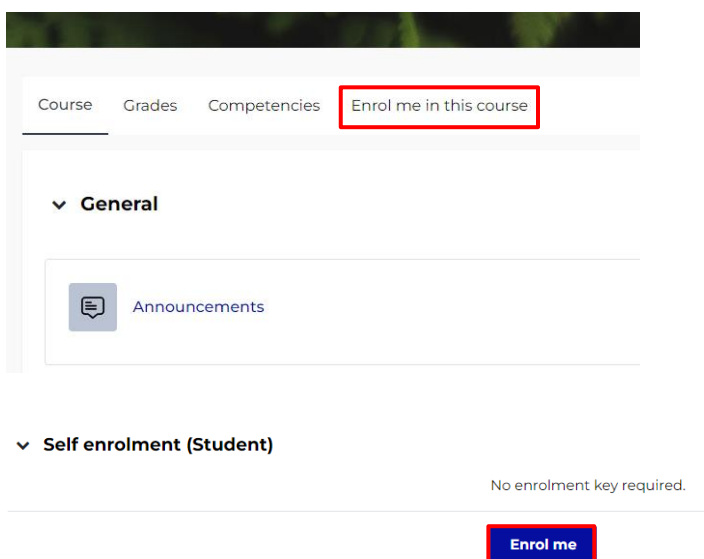 Course Grades Competencies Enrol me in this course
General
Announcements
Self enrolment (Student)
No enrolment key required.
Enrol me